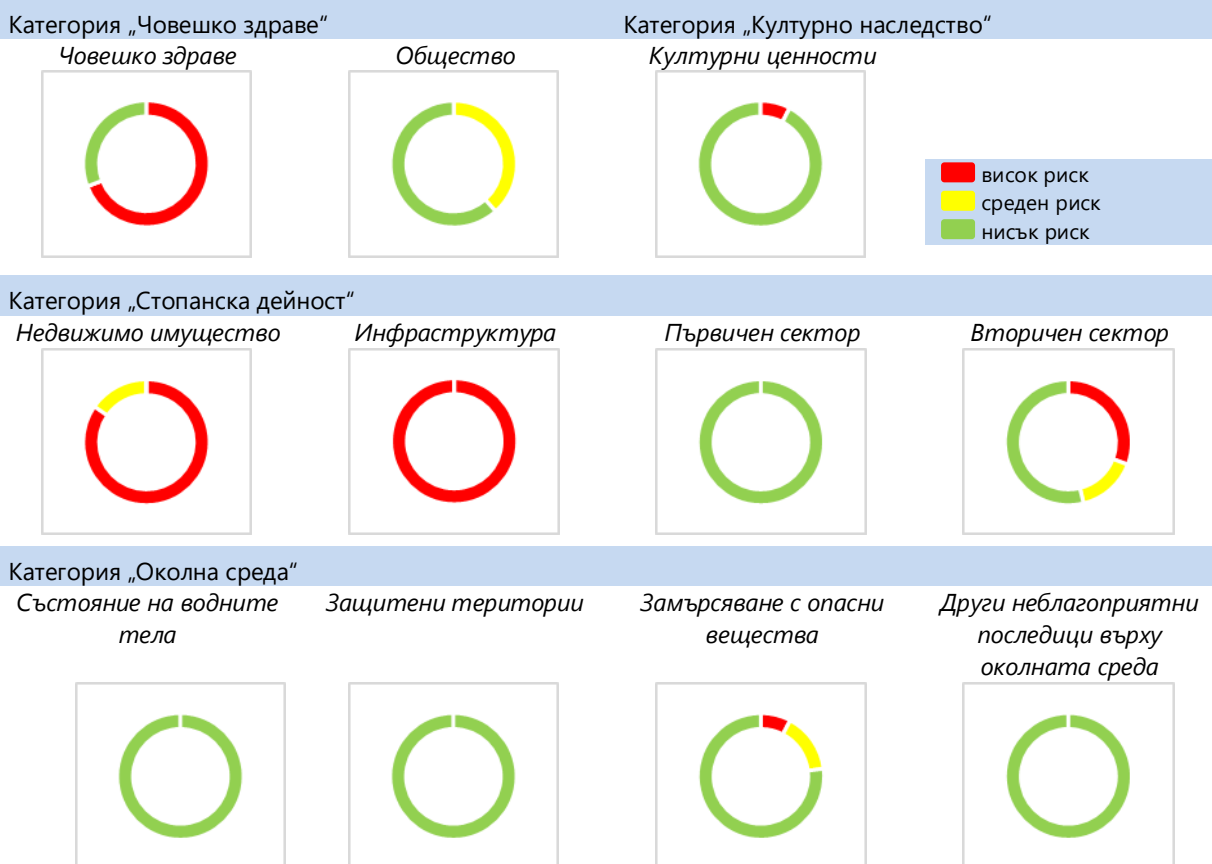 Категория „Човешко здраве“
Категория „Културно наследство“
Човешко здраве
Общество
Културни ценности
висок риск
среден риск
нисък риск
Категория „Стопанска дейност“
Недвижимо имущество
Инфраструктура
Първичен сектор
Вторичен сектор
Категория „Околна среда“
Състояние на водните
тела
Защитени територии
Замърсяване с опасни
вещества
Други неблагоприятни
последици върху
околната среда